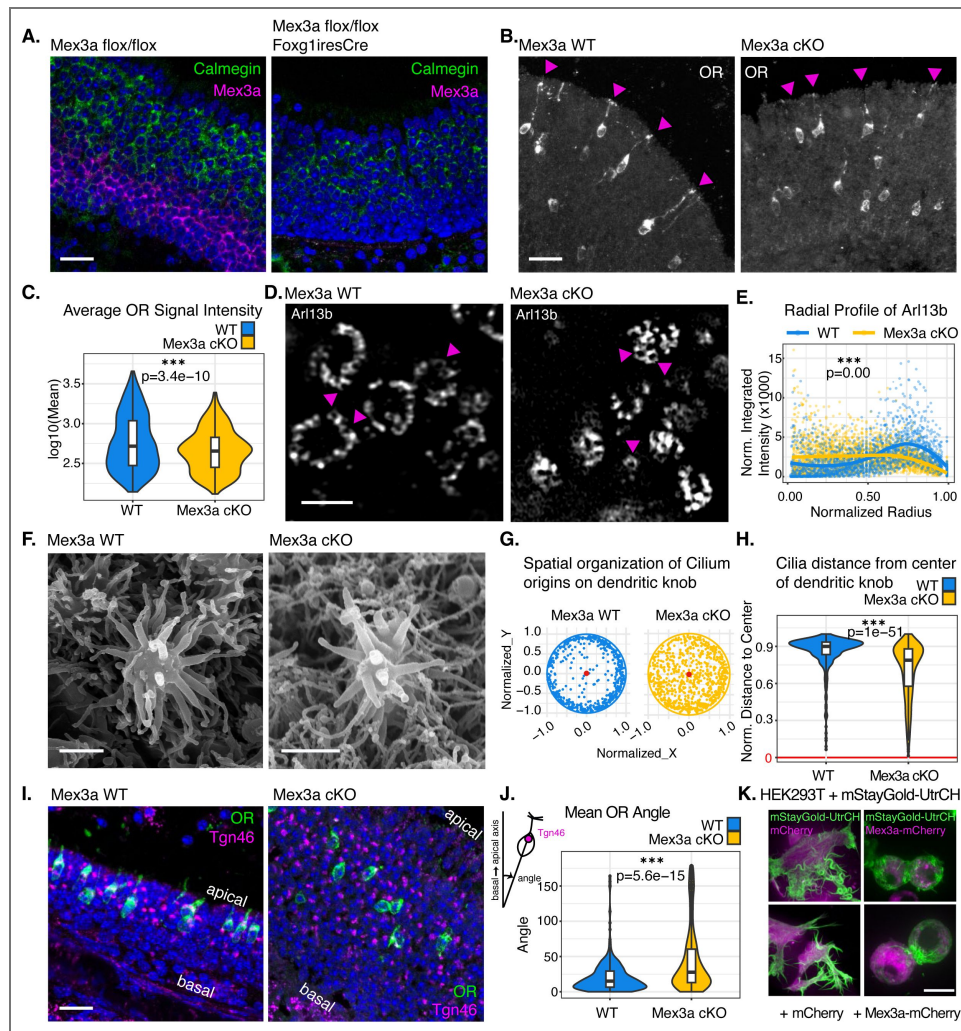 A.
Mex3a flox/flox
Mex3a flox/flox
Foxg1iresCre
Calmegin
Mex3a
Calmegin
Mex3a
B.
Mex3a WT
Mex3a cKO
OR
OR
C.
Average OR Signal Intensity
WT
Mex3a cKO
***
p=3.4e−10
log10(Mean)
3.5
3.0
2.5
WT
Mex3a cKO
D.
Mex3a WT
Mex3a cKO
Arl13b
Arl13b
E.
Radial Profile of Arl13b
WT
Mex3a cKO
***
p=0.00
Norm. Integrated
Intensity (x1000)
15
10
5
0
0.00
0.50
0.75
1.00
Normalized Radius
F.
Mex3a WT
Mex3a cKO
G.
Spatial organization of Cilium
origins on dendritic knob
Mex3a WT
Mex3a cKO
Normalized_Y
1.0
0.5
0.0
−0.5
−1.0
−1.0
0.0
1.0
−1.0
0.0
1.0
Normalized_X
H.
Cilia distance from center
of dendritic knob
WT
Mex3a cKO
***
p=1e−51
Norm. Distance to Center
0.9
0.6
0.3
0
WT
Mex3a cKO
I.
Mex3a WT
Mex3a cKO
OR
Tgn46
apical
basal
apical
basal
OR
Tgn46
J.
Mean OR Angle
Tgn46
basal → apical axis
angle
WT
Mex3a cKO
***
p=5.6e−15
Angle
150
100
50
0
WT
Mex3a cKO
K.
HEK293T + mStayGold-UtrCH
mStayGold-UtrCH
mCherry
mStayGold-UtrCH
Mex3a-mCherry
+ mCherry
+ Mex3a-mCherry